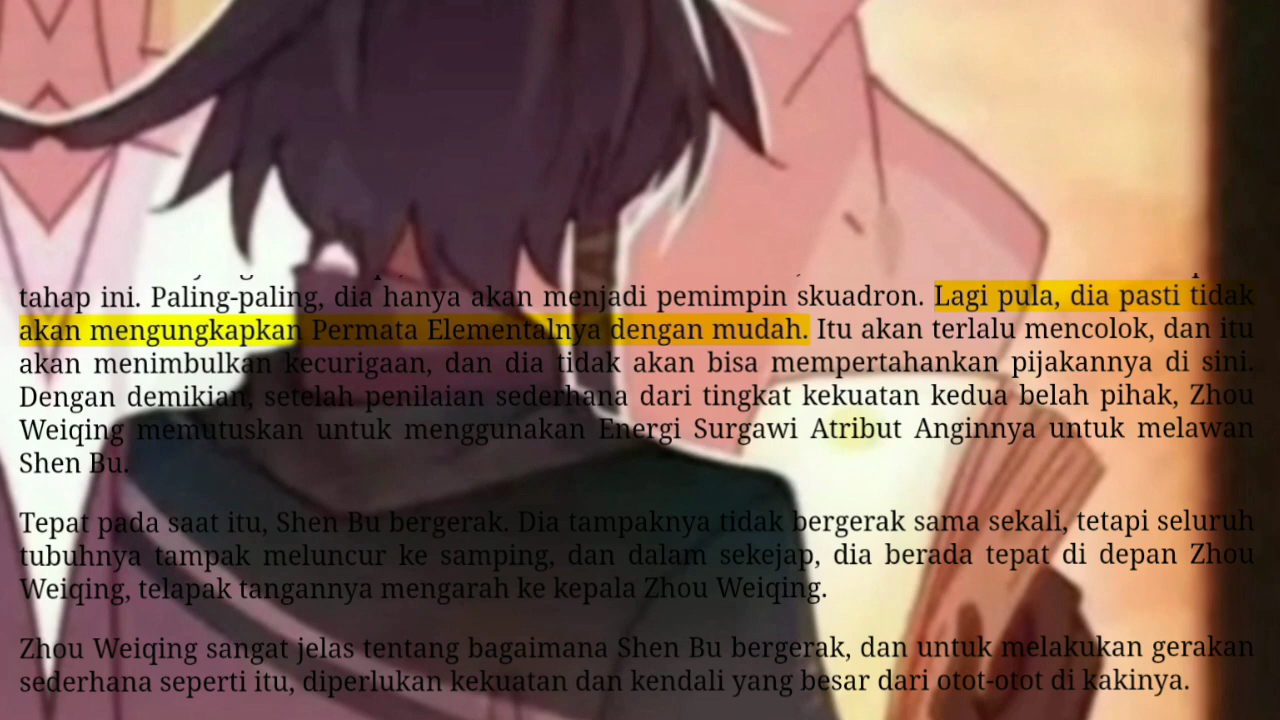 tahap ini. Paling-paling, dia hanya akan menjadi pemimpin skuadron. Lagi pula, dia pasti tidak
akan mengungkapkan Permata Elementalnya dengan mudah. Itu akan terlalu mencolok, dan itu
akan menimbulkan kecurigaan, dan dia tidak akan bisa mempertahankan pijakannya di sini.
Dengan demikian, setelah penilaian sederhana dari tingkat kekuatan kedua belah pihak, Zhou
Weiqing memutuskan untuk menggunakan Energi Surgawi Atribut Anginnya untuk melawan
Shen Bu.
Tepat pada saat itu, Shen Bu bergerak. Dia tampaknya tidak bergerak sama sekali, tetapi seluruh
tubuhnya tampak meluncur ke samping, dan dalam sekejap, dia berada tepat di depan Zhou
Weiqing, telapak tangannya mengarah ke kepala Zhou Weiqing.
Zhou Weiqing sangat jelas tentang bagaimana Shen Bu bergerak, dan untuk melakukan gerakan
sederhana seperti itu, diperlukan kekuatan dan kendali yang besar dari otot-otot di kakinya.